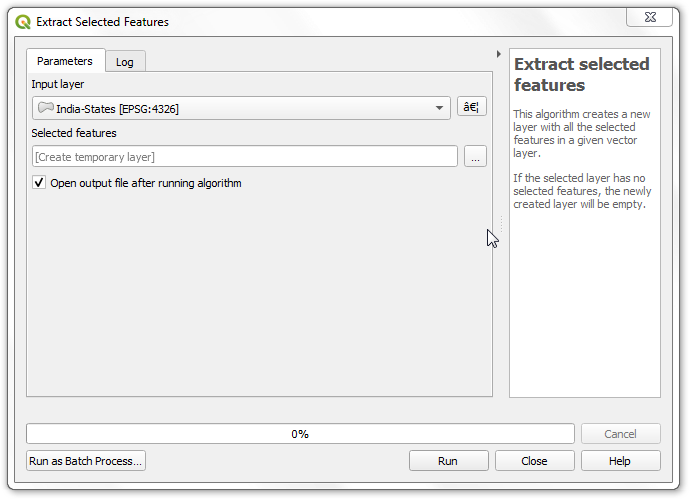 Extract Selected Features
Parameters
Log
Input layer
India-States [EPSG:4326]
â€¦
Selected features
[Create temporary layer]
...
Open output file after running algorithm
Extract selected
features
This algorithm creates a new
layer with all the selected
features in a given vector
layer.
If the selected layer has no
selected features, the newly
created layer will be empty.
0%
Cancel
Run as Batch Process...
Run
Close
Help